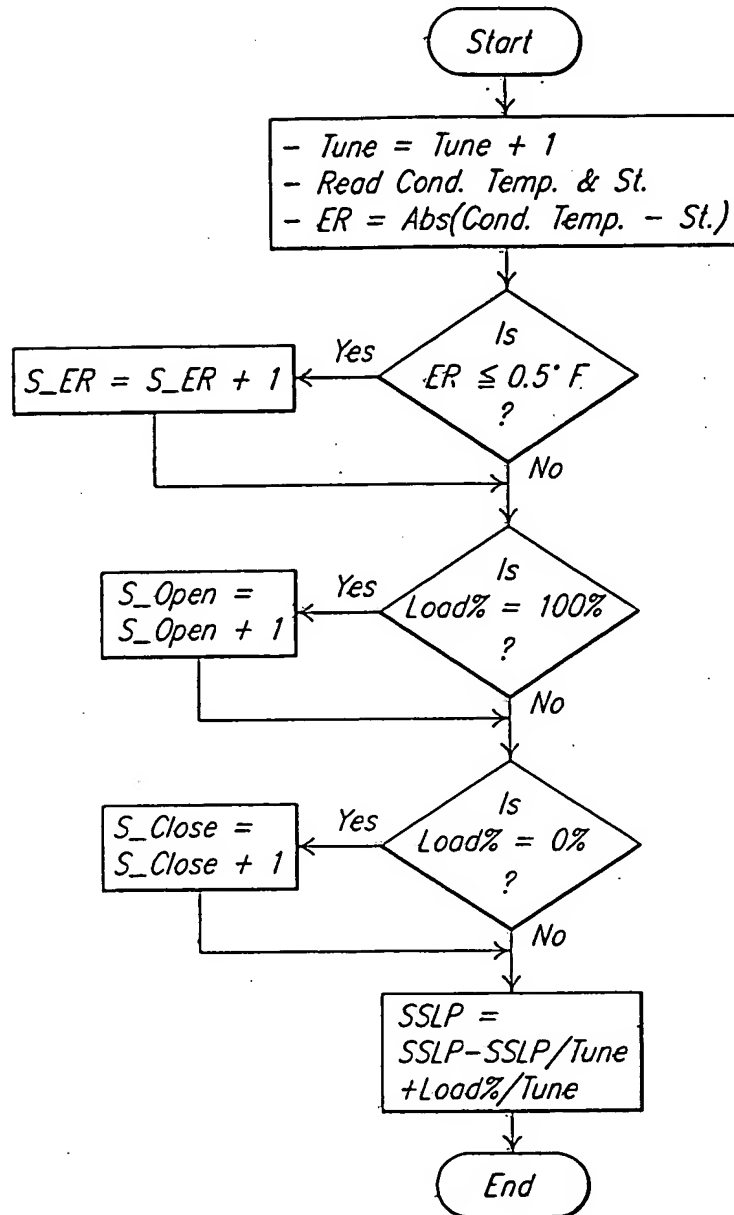 Start
- Tune = Tune + 1
- Read Cond. Temp. & St.
- ER = Abs(Cond. Temp. - St.)
Is
ER ≦ 0.5° F.
?
Yes
No
S_ER = S_ER + 1
Is
Load% = 100%
?
Yes
No
S_Open =
S_Open + 1
Is
Load% = 0%
?
Yes
No
S_Close =
S_Close + 1
SSLP =
SSLP-SSLP/Tune
+Load%/Tune
End